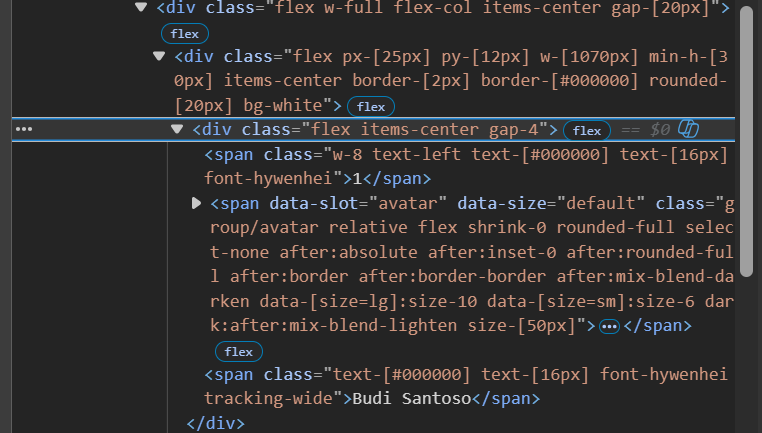 <div class="flex w-full flex-col items-center gap-[20px]">
flex
<div class="flex px-[25px] py-[12px] w-[1070px] min-h-[3
0px] items-center border-[2px] border-[#000000] rounded-
[20px] bg-white"> flex
<div class="flex items-center gap-4"> flex == $0
<span class="w-8 text-left text-[#000000] text-[16px]
font-hywenhei">1</span>
<span data-slot="avatar" data-size="default" class="g
roup/avatar relative flex shrink-0 rounded-full selec
t-none after:absolute after:inset-0 after:rounded-ful
l after:border after:border-border after:mix-blend-da
rken data-[size=lg]:size-10 data-[size=sm]:size-6 dar
k:after:mix-blend-lighten size-[50px]">…</span>
flex
<span class="text-[#000000] text-[16px] font-hywenhei
tracking-wide">Budi Santoso</span>
</div>